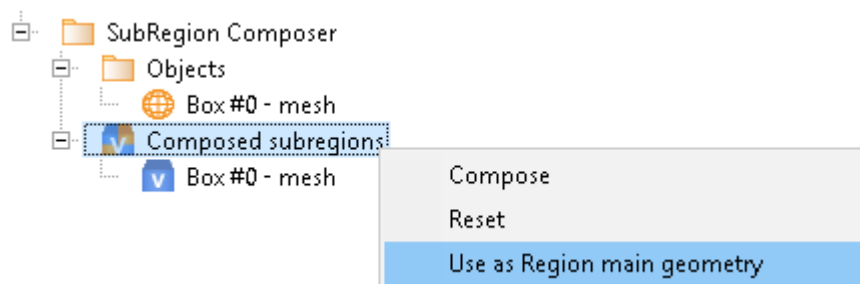 SubRegion Composer
Objects
Box #0 - mesh
Composed subregions
Box #0 - mesh
Compose
Reset
Use as Region main geometry